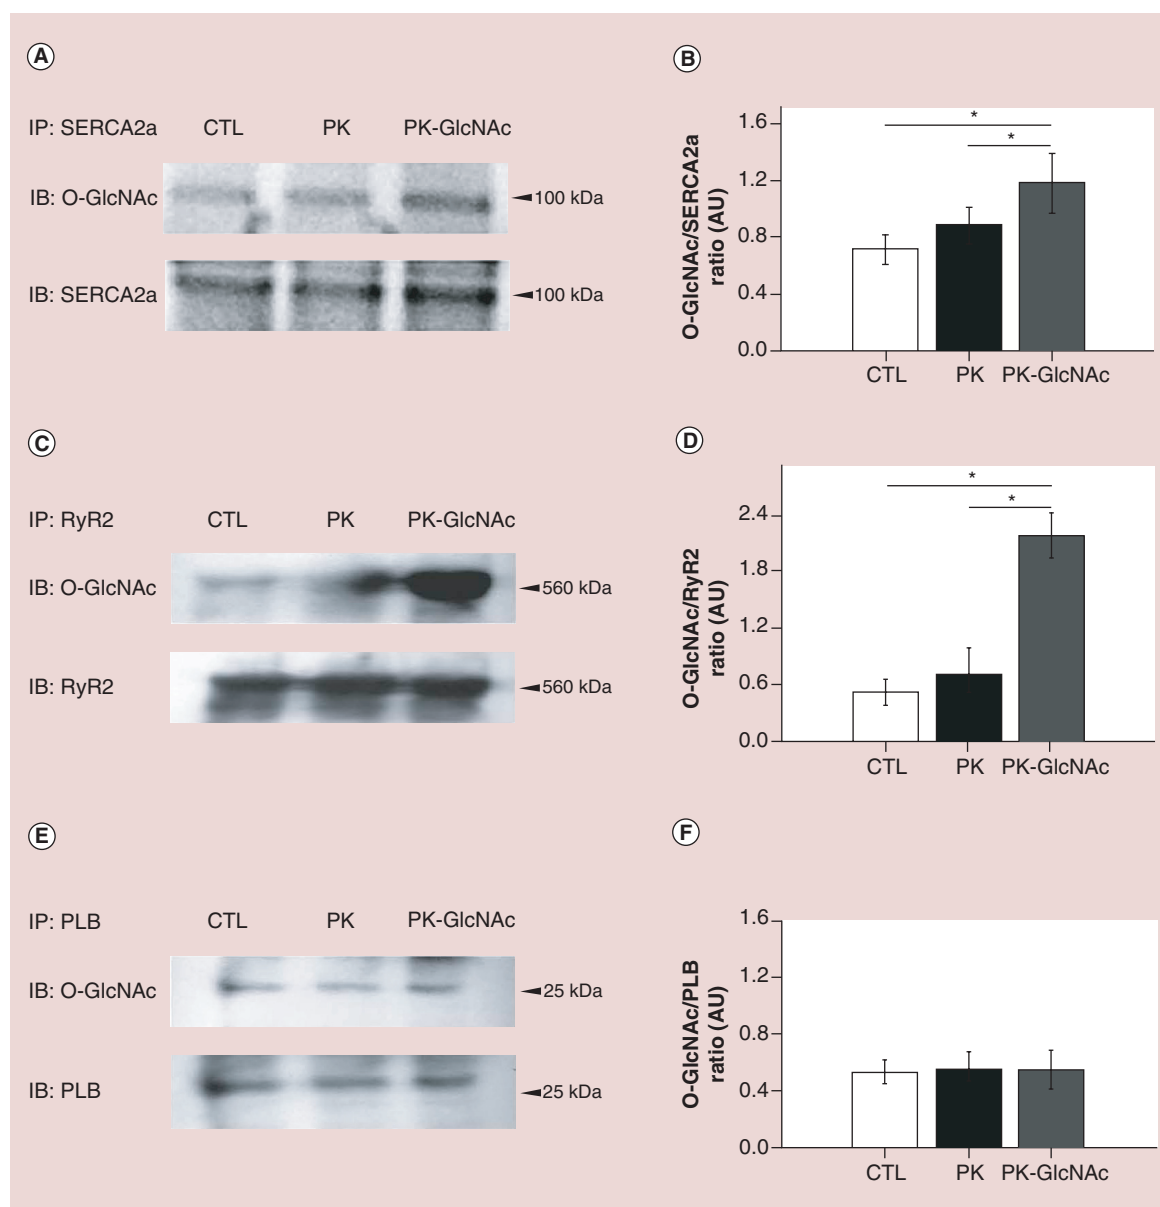 A
IP: SERCA2a CTL PK PK-GlcNAc
IB: O-GlcNAc 100 kDa
IB: SERCA2a 100 kDa
B
O-GlcNAc/SERCA2a
ratio (AU)
1.6
1.2
0.8
0.4
0.0
*
*
CTL PK PK-GlcNAc
C
IP: RyR2 CTL PK PK-GlcNAc
IB: O-GlcNAc 560 kDa
IB: RyR2 560 kDa
D
O-GlcNAc/RyR2
ratio (AU)
2.4
1.8
1.2
0.6
0.0
*
*
CTL PK PK-GlcNAc
E
IP: PLB CTL PK PK-GlcNAc
IB: O-GlcNAc 25 kDa
IB: PLB 25 kDa
F
O-GlcNAc/PLB
ratio (AU)
1.6
1.2
0.8
0.4
0.0
CTL PK PK-GlcNAc